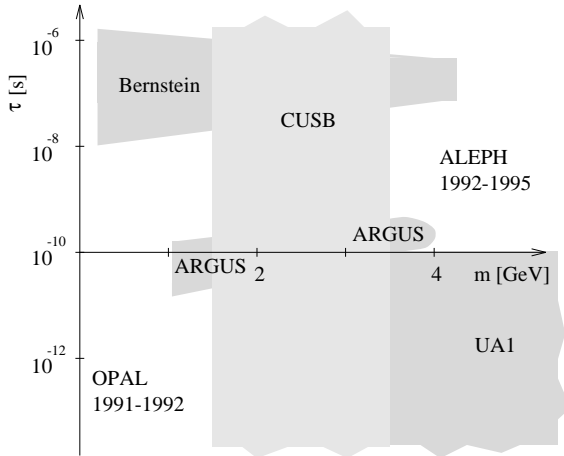 τ [s]
10⁻⁶
Bernstein
CUSB
10⁻⁸
ALEPH
1992-1995
ARGUS
10⁻¹⁰
ARGUS
2
4
m [GeV]
UA1
10⁻¹²
OPAL
1991-1992